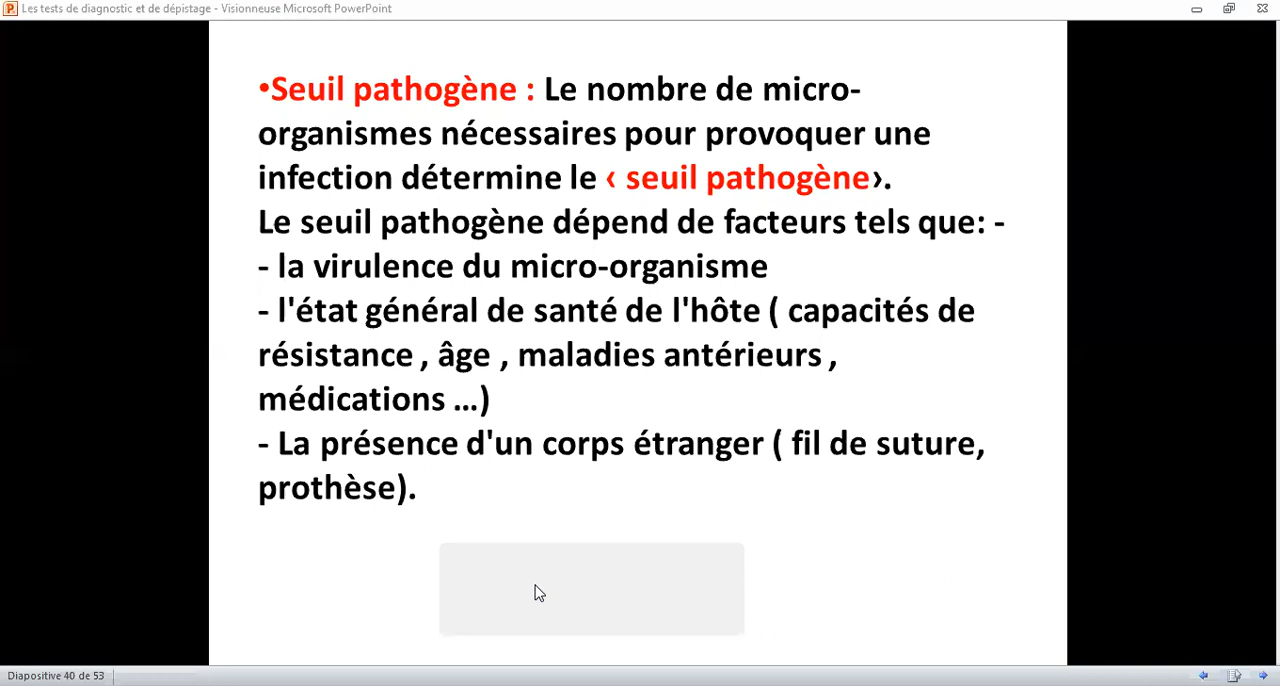 Les tests de diagnostic et de dépistage - Visionneuse Microsoft PowerPoint
•Seuil pathogène : Le nombre de micro-
organismes nécessaires pour provoquer une
infection détermine le ‹ seuil pathogène›.
Le seuil pathogène dépend de facteurs tels que: -
- la virulence du micro-organisme
- l'état général de santé de l'hôte ( capacités de
résistance , âge , maladies antérieurs ,
médications ...)
- La présence d'un corps étranger ( fil de suture,
prothèse).
Diapositive 40 de 53